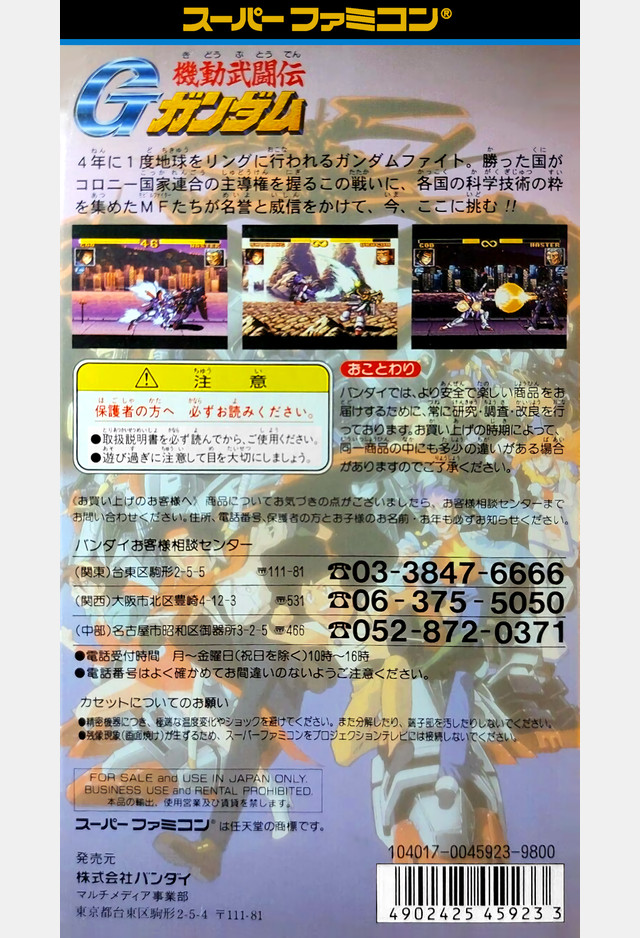 スーパーファミコン®
機動武闘伝
Gガンダム
4年に1度地球をリングに行われるガンダムファイト。勝った国が
コロニー国家連合の主導権を握るこの戦いに、各国の科学技術の粋
を集めたMFたちが名誉と威信をかけて、今、ここに挑む!!
GOD 46 MASTER
∞
GOD ∞ MASTER
⚠ 注意
保護者の方へ 必ずお読みください。
●取扱説明書を必ず読んでから、ご使用ください。
●遊び過ぎに注意して目を大切にしましょう。
おことわり
バンダイでは、より安全で楽しい商品をお
届けするために、常に研究・調査・改良を行
っております。お買い上げの時期によって、
同一商品の中にも多少の違いがある場合
がありますのでご了承ください。
〈お買い上げのお客様へ〉商品についてお気づきの点がございましたら、お客様相談センターまで
お問い合わせください。住所、電話番号、保護者の方とお子様のお名前・お年も必ずお知らせください。
バンダイお客様相談センター
(関東)台東区駒形2-5-5 〒111-81 ☎03-3847-6666
(関西)大阪市北区豊崎4-12-3 〒531 ☎06-375-5050
(中部)名古屋市昭和区御器所3-2-5 〒466 ☎052-872-0371
●電話受付時間 月〜金曜日(祝日を除く)10時〜16時
●電話番号はよく確かめてお間違いのないようご注意ください。
カセットについてのお願い
●精密機器につき、極端な温度変化やショックを避けてください。また分解したり、端子部を汚したりしないでください。
●残像現象(画面焼け)が生ずるため、スーパーファミコンをプロジェクションテレビには接続しないでください。
FOR SALE and USE IN JAPAN ONLY.
BUSINESS USE and RENTAL PROHIBITED.
本品の輸出、使用営業及び賃貸を禁じます。
スーパーファミコン®は任天堂の商標です。
発売元
株式会社バンダイ
マルチメディア事業部
東京都台東区駒形2-5-4 〒111-81
104017-0045923-9800
4902425 459233